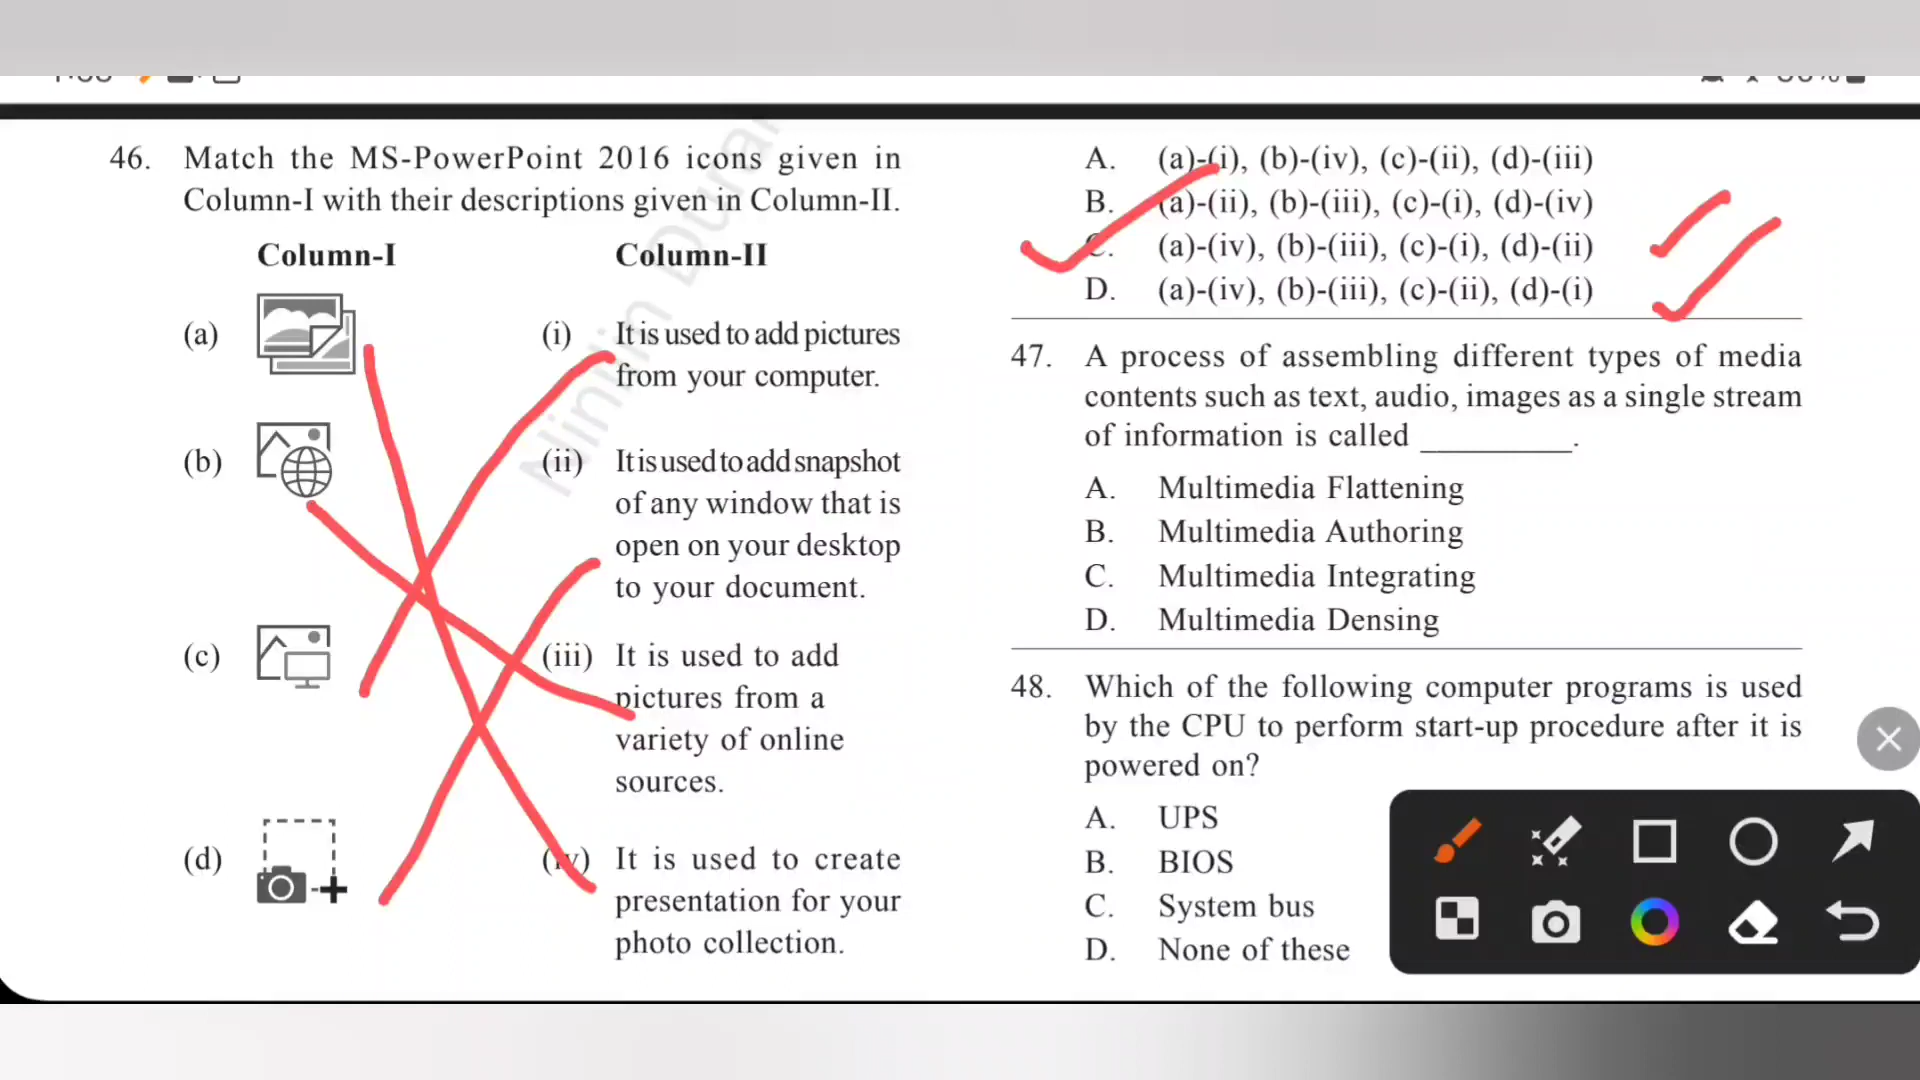 46. Match the MS-PowerPoint 2016 icons given in
Column-I with their descriptions given in Column-II.
Column-I Column-II
(a) (i) It is used to add pictures
from your computer.
(b) (ii) It is used to add snapshot
of any window that is
open on your desktop
to your document.
(c) (iii) It is used to add
pictures from a
variety of online
sources.
(d) (iv) It is used to create
presentation for your
photo collection.
A. (a)-(i), (b)-(iv), (c)-(ii), (d)-(iii)
B. (a)-(ii), (b)-(iii), (c)-(i), (d)-(iv)
C. (a)-(iv), (b)-(iii), (c)-(i), (d)-(ii)
D. (a)-(iv), (b)-(iii), (c)-(ii), (d)-(i)
47. A process of assembling different types of media
contents such as text, audio, images as a single stream
of information is called _________.
A. Multimedia Flattening
B. Multimedia Authoring
C. Multimedia Integrating
D. Multimedia Densing
48. Which of the following computer programs is used
by the CPU to perform start-up procedure after it is
powered on?
A. UPS
B. BIOS
C. System bus
D. None of these